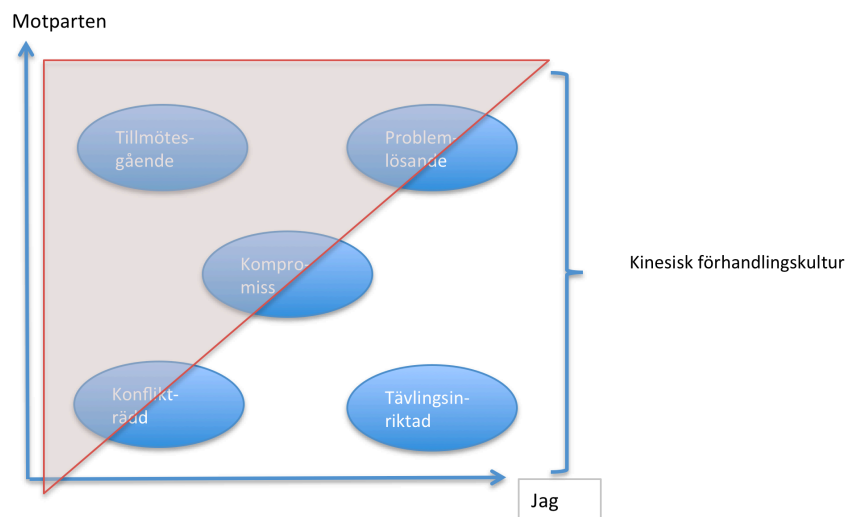 Motparten
Tillmötes-
gående
Problem-
lösande
Kompro-
miss
Kinesisk förhandlingskultur
Konflikt-
rädd
Tävlingsin-
riktad
Jag